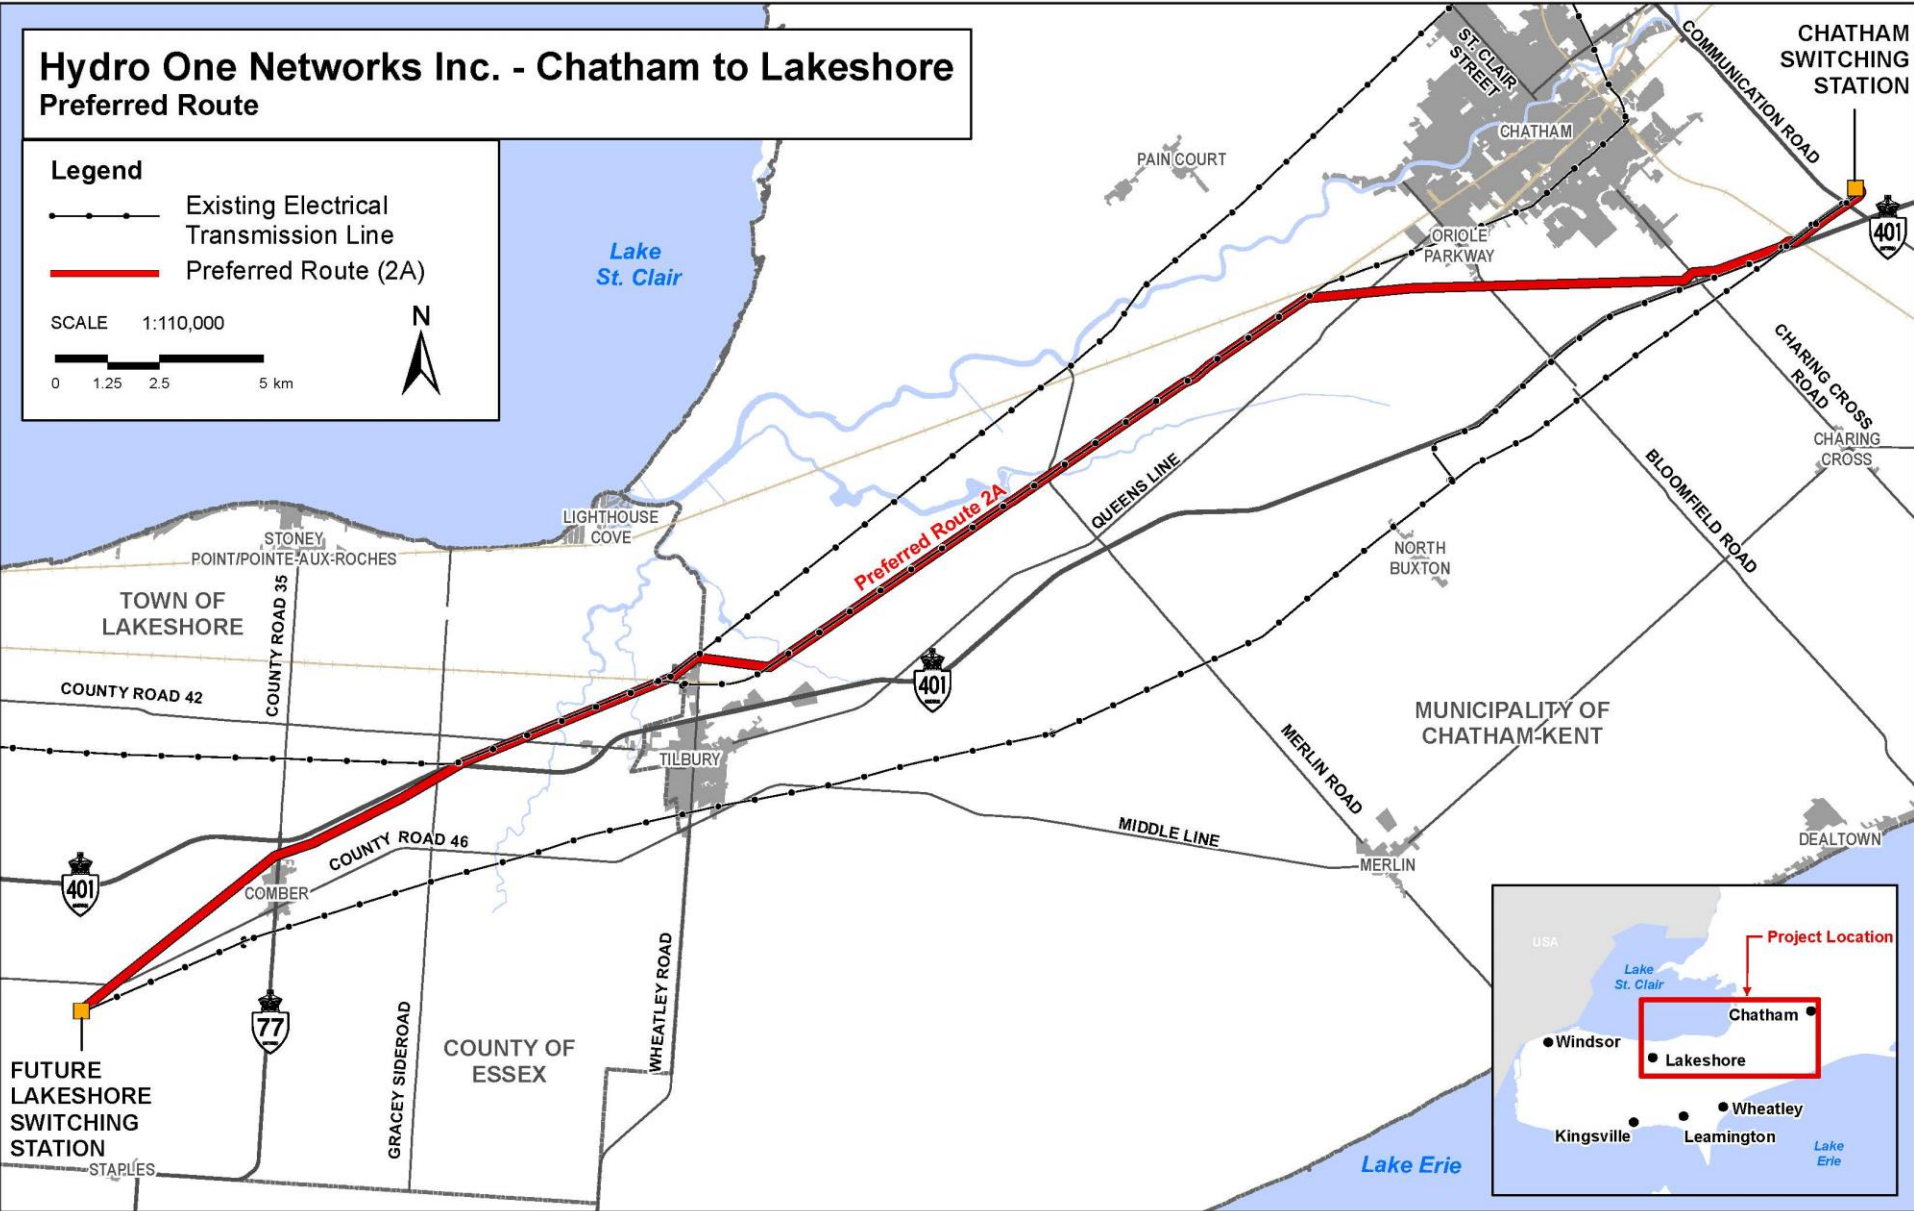 Hydro One Networks Inc. - Chatham to Lakeshore
Preferred Route
Legend
Existing Electrical
Transmission Line
Preferred Route (2A)
SCALE 1:110,000
N
0 1.25 2.5 5 km
Lake
St. Clair
PAIN COURT
ST. CLAIR
STREET
CHATHAM
COMMUNICATION ROAD
CHATHAM
SWITCHING
STATION
401
ORIOLE
PARKWAY
CHARING CROSS
ROAD
CHARING
CROSS
BLOOMFIELD ROAD
QUEENS LINE
Preferred Route 2A
NORTH
BUXTON
LIGHTHOUSE
COVE
STONEY
POINT/POINTE-AUX-ROCHES
TOWN OF
LAKESHORE
COUNTY ROAD 35
COUNTY ROAD 42
401
MUNICIPALITY OF
CHATHAM-KENT
MERLIN ROAD
TILBURY
MIDDLE LINE
MERLIN
DEALTOWN
COUNTY ROAD 46
401
COMBER
77
GRACEY SIDEROAD
COUNTY OF
ESSEX
WHEATLEY ROAD
FUTURE
LAKESHORE
SWITCHING
STATION
STAPLES
Lake Erie
USA
Project Location
Lake
St. Clair
Chatham
Windsor
Lakeshore
Wheatley
Kingsville
Leamington
Lake
Erie